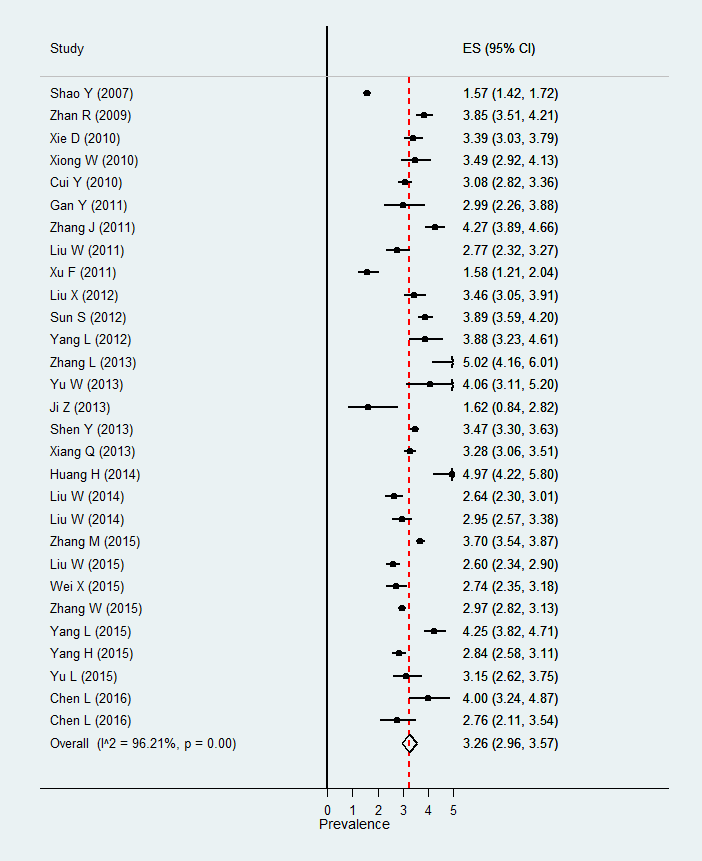 Study ES (95% CI)
Shao Y (2007) 1.57 (1.42, 1.72)
Zhan R (2009) 3.85 (3.51, 4.21)
Xie D (2010) 3.39 (3.03, 3.79)
Xiong W (2010) 3.49 (2.92, 4.13)
Cui Y (2010) 3.08 (2.82, 3.36)
Gan Y (2011) 2.99 (2.26, 3.88)
Zhang J (2011) 4.27 (3.89, 4.66)
Liu W (2011) 2.77 (2.32, 3.27)
Xu F (2011) 1.58 (1.21, 2.04)
Liu X (2012) 3.46 (3.05, 3.91)
Sun S (2012) 3.89 (3.59, 4.20)
Yang L (2012) 3.88 (3.23, 4.61)
Zhang L (2013) 5.02 (4.16, 6.01)
Yu W (2013) 4.06 (3.11, 5.20)
Ji Z (2013) 1.62 (0.84, 2.82)
Shen Y (2013) 3.47 (3.30, 3.63)
Xiang Q (2013) 3.28 (3.06, 3.51)
Huang H (2014) 4.97 (4.22, 5.80)
Liu W (2014) 2.64 (2.30, 3.01)
Liu W (2014) 2.95 (2.57, 3.38)
Zhang M (2015) 3.70 (3.54, 3.87)
Liu W (2015) 2.60 (2.34, 2.90)
Wei X (2015) 2.74 (2.35, 3.18)
Zhang W (2015) 2.97 (2.82, 3.13)
Yang L (2015) 4.25 (3.82, 4.71)
Yang H (2015) 2.84 (2.58, 3.11)
Yu L (2015) 3.15 (2.62, 3.75)
Chen L (2016) 4.00 (3.24, 4.87)
Chen L (2016) 2.76 (2.11, 3.54)
Overall (I^2 = 96.21%, p = 0.00) 3.26 (2.96, 3.57)
0 1 2 3 4 5
Prevalence